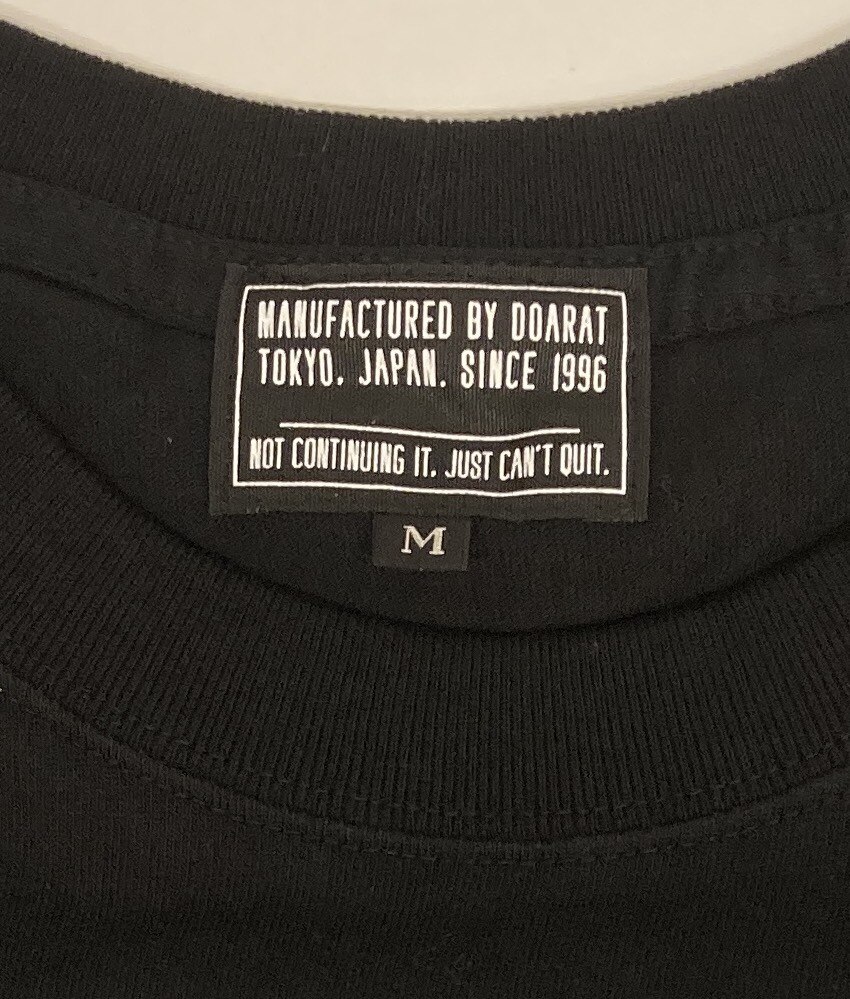 MANUFACTURED BY DOARAT
TOKYO. JAPAN. SINCE 1996
NOT CONTINUING IT. JUST CAN'T QUIT.
M